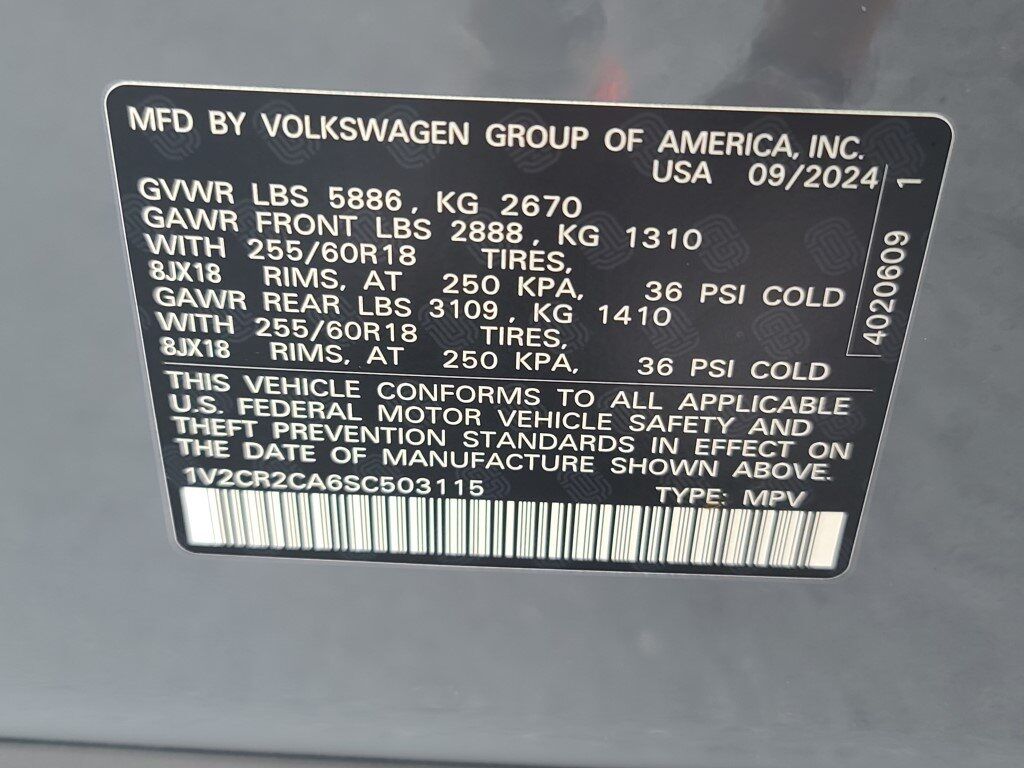 MFD BY VOLKSWAGEN GROUP OF AMERICA, INC.
USA 09/2024
GVWR LBS 5886, KG 2670
GAWR FRONT LBS 2888, KG 1310
WITH 255/60R18 TIRES,
8JX18 RIMS, AT 250 KPA, 36 PSI COLD
GAWR REAR LBS 3109, KG 1410
WITH 255/60R18 TIRES,
8JX18 RIMS, AT 250 KPA, 36 PSI COLD
THIS VEHICLE CONFORMS TO ALL APPLICABLE
U.S. FEDERAL MOTOR VEHICLE SAFETY AND
THEFT PREVENTION STANDARDS IN EFFECT ON
THE DATE OF MANUFACTURE SHOWN ABOVE.
1V2CR2CA6SC503115 TYPE: MPV
4020609 1